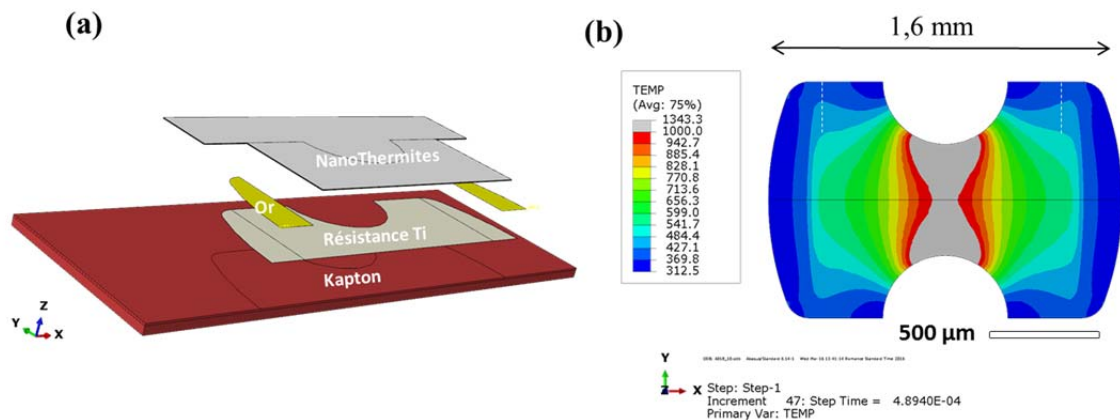 (a)
NanoThermites
Or
Résistance Ti
Kapton
Z
Y
X
(b)
1,6 mm
TEMP
(Avg: 75%)
1343.3
1000.0
942.7
885.4
828.1
770.8
713.6
656.3
599.0
541.7
484.4
427.1
369.8
312.5
500 µm
Y
Z
X
Step: Step-1
Increment 47: Step Time = 4.8940E-04
Primary Var: TEMP